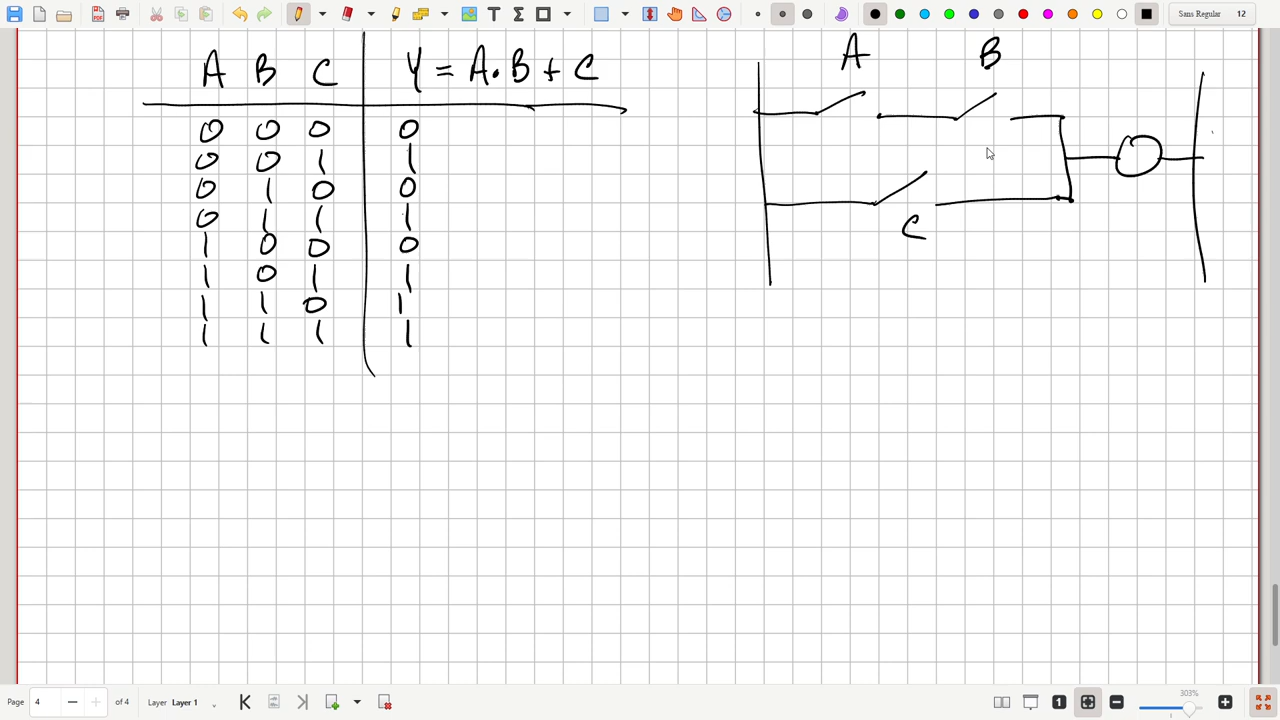 Sans Regular 12
A B C Y = A•B + C
0 0 0 0
0 0 1 1
0 1 0 0
0 1 1 1
1 0 0 0
1 0 1 1
1 1 0 1
1 1 1 1
A B
C
Page 4 of 4 Layer Layer 1
303%